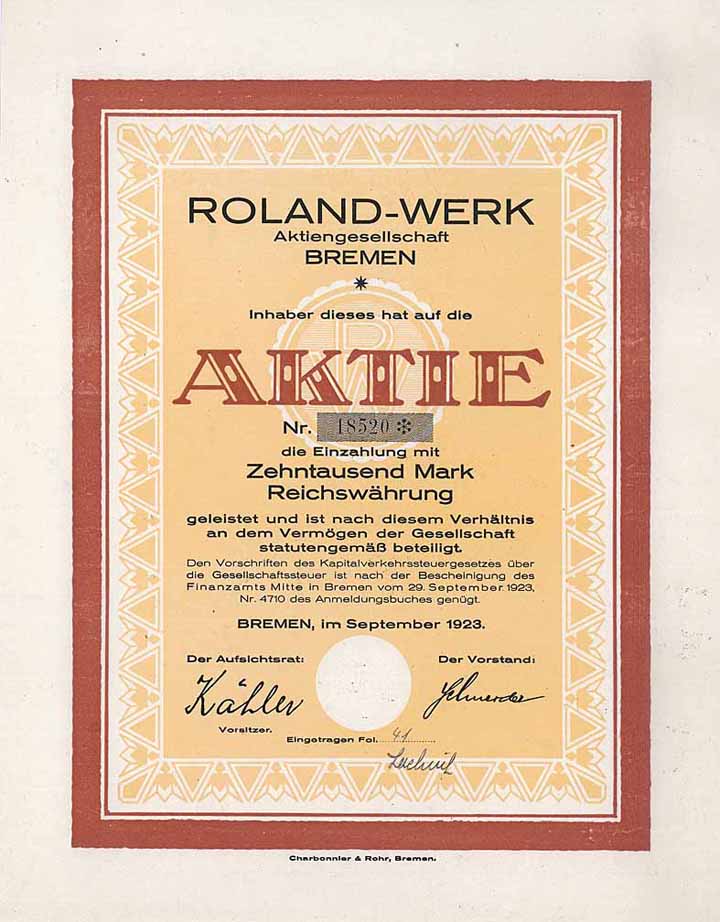 ROLAND-WERK
Aktiengesellschaft
BREMEN
Inhaber dieses hat auf die
AKTIE
Nr. 18520
die Einzahlung mit
Zehntausend Mark
Reichswährung
geleistet und ist nach diesem Verhältnis
an dem Vermögen der Gesellschaft
statutengemäß beteiligt.
Den Vorschriften des Kapitalverkehrssteuergesetzes über
die Gesellschaftssteuer ist nach der Bescheinigung des
Finanzamts Mitte in Bremen vom 29. September 1923,
Nr. 4710 des Anmeldungsbuches genügt.
BREMEN, im September 1923.
Der Aufsichtsrat: Der Vorstand:
Kähler
Vorsitzer.
Eingetragen Fol. 41
Charbonnier & Rohr, Bremen.